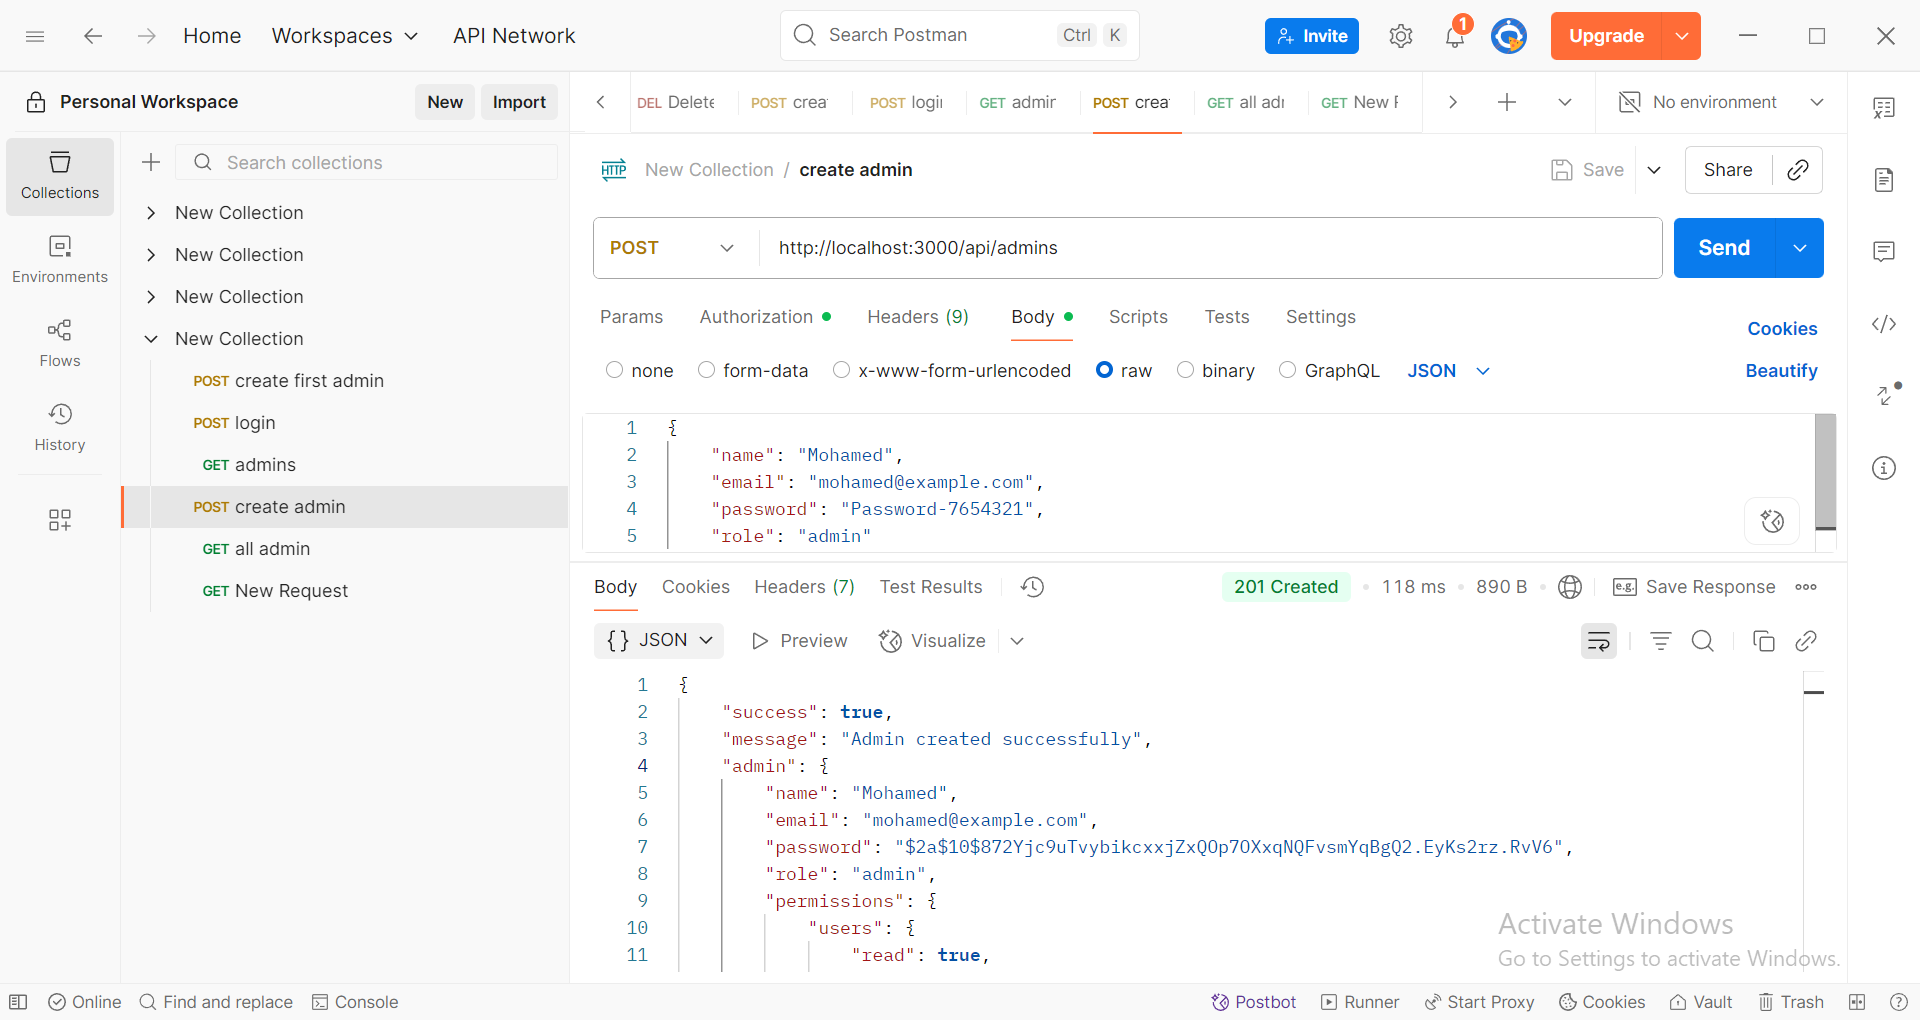 Home Workspaces API Network Search Postman Ctrl K Invite 1 Upgrade
Personal Workspace New Import DEL Delete POST crea POST login GET admin POST crea GET all adr GET New No environment
Collections
Environments
Flows
History
Search collections
New Collection
New Collection
New Collection
New Collection
POST create first admin
POST login
GET admins
POST create admin
GET all admin
GET New Request
HTTP New Collection / create admin Save Share
POST http://localhost:3000/api/admins Send
Params Authorization Headers (9) Body Scripts Tests Settings Cookies
none form-data x-www-form-urlencoded raw binary GraphQL JSON Beautify
1 {
2 "name": "Mohamed",
3 "email": "mohamed@example.com",
4 "password": "Password-7654321",
5 "role": "admin"
Body Cookies Headers (7) Test Results 201 Created 118 ms 890 B e.g. Save Response
{} JSON Preview Visualize
1 {
2 "success": true,
3 "message": "Admin created successfully",
4 "admin": {
5 "name": "Mohamed",
6 "email": "mohamed@example.com",
7 "password": "$2a$10$872Yjc9uTvybikcxxjZxQOp7OXxqNQFvsmYqBgQ2.EyKs2rz.RvV6",
8 "role": "admin",
9 "permissions": {
10 "users": {
11 "read": true,
Activate Windows
Go to Settings to activate Windows.
Online Find and replace Console Postbot Runner Start Proxy Cookies Vault Trash